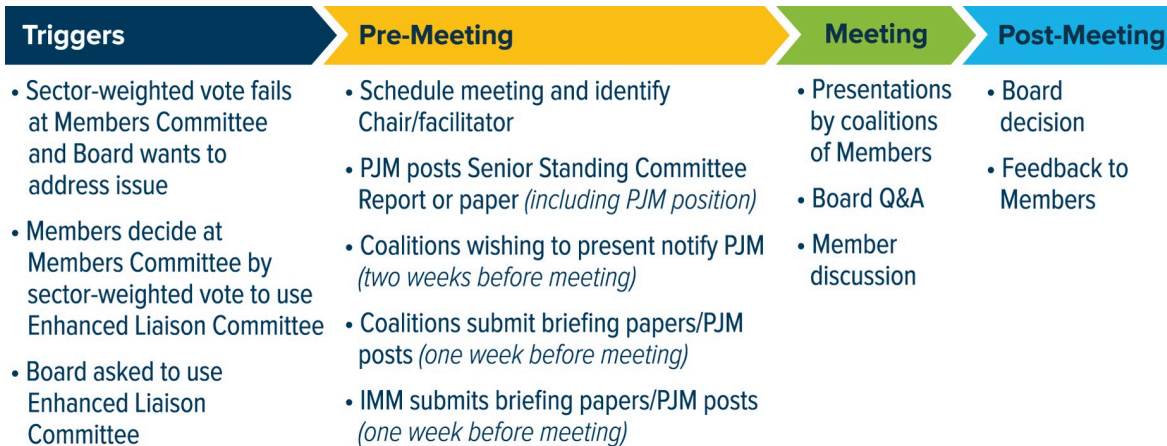 Triggers
• Sector-weighted vote fails
at Members Committee
and Board wants to
address issue
• Members decide at
Members Committee by
sector-weighted vote to use
Enhanced Liaison Committee
• Board asked to use
Enhanced Liaison
Committee
Pre-Meeting
• Schedule meeting and identify
Chair/facilitator
• PJM posts Senior Standing Committee
Report or paper (including PJM position)
• Coalitions wishing to present notify PJM
(two weeks before meeting)
• Coalitions submit briefing papers/PJM
posts (one week before meeting)
• IMM submits briefing papers/PJM posts
(one week before meeting)
Meeting
• Presentations
by coalitions
of Members
• Board Q&A
• Member
discussion
Post-Meeting
• Board
decision
• Feedback to
Members